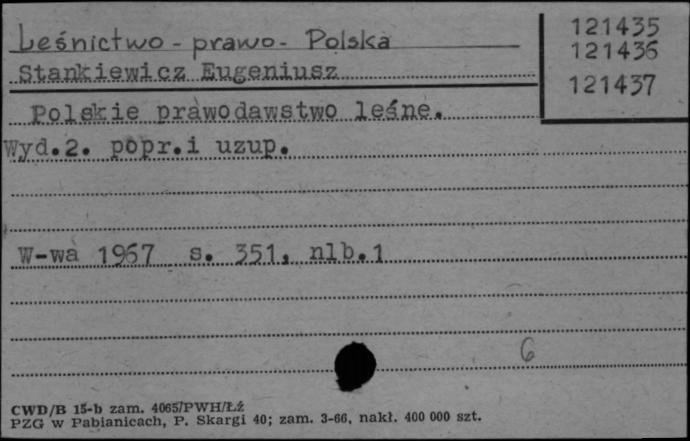 Leśnictwo - prawo - Polska
121435
121436
121437
Stankiewicz Eugeniusz
Polskie prawodawstwo leśne.
Wyd.2. popr.i uzup.
W-wa 1967 s. 351, nlb.1
6
CWD/B 15-b zam. 4065/PWH/Łź
PZG w Pabianicach, P. Skargi 40; zam. 3-66, nakł. 400 000 szt.